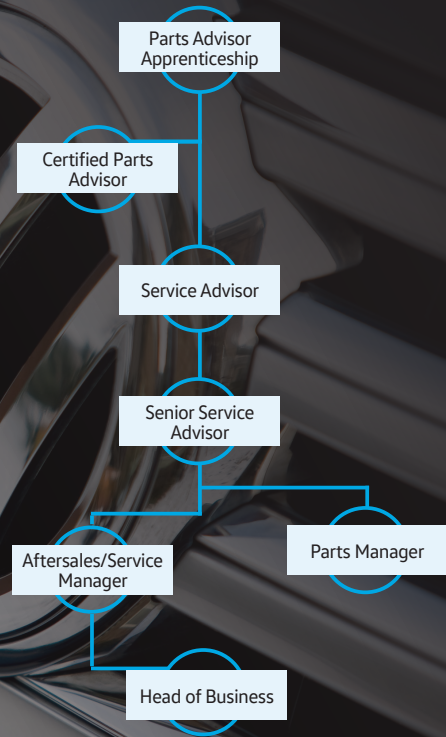 Parts Advisor
Apprenticeship
Certified Parts
Advisor
Service Advisor
Senior Service
Advisor
Aftersales/Service
Manager
Parts Manager
Head of Business